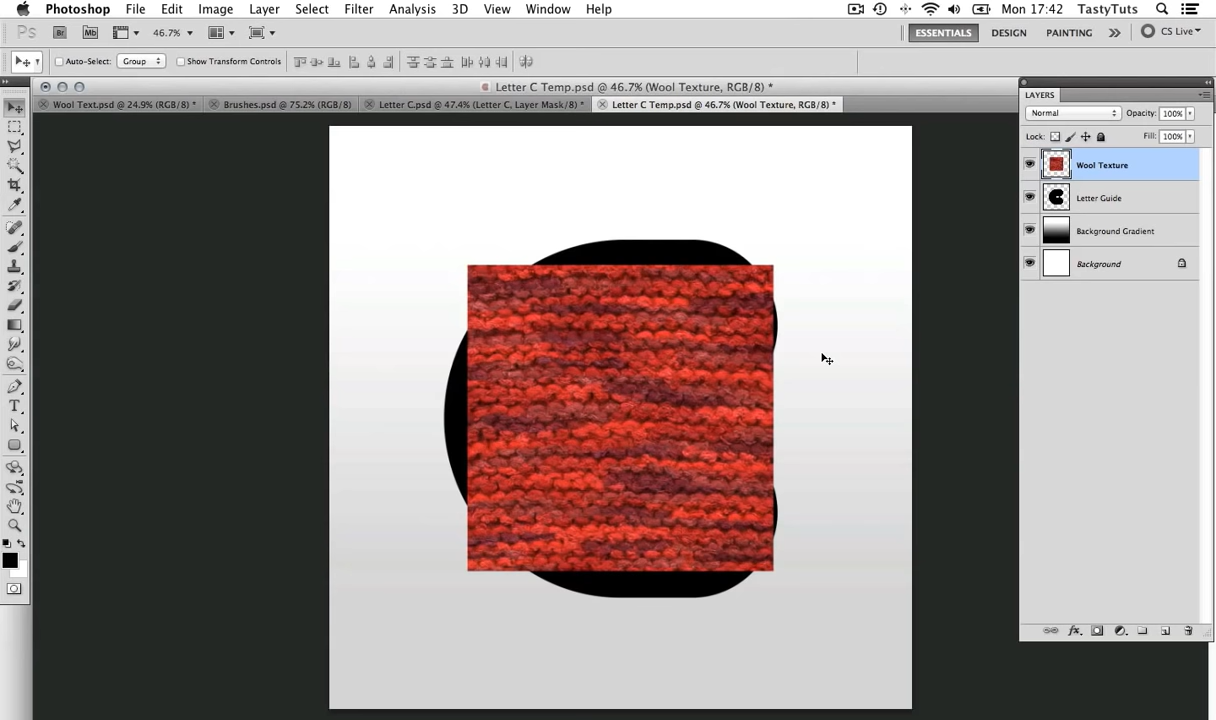 Photoshop File Edit Image Layer Select Filter Analysis 3D View Window Help Mon 17:42 TastyTuts
Ps Br Mb 46.7% ESSENTIALS DESIGN PAINTING CS Live
Auto-Select: Group Show Transform Controls
Letter C Temp.psd @ 46.7% (Wool Texture, RGB/8) *
Wool Text.psd @ 24.9% (RGB/8) * Brushes.psd @ 75.2% (RGB/8) Letter C.psd @ 47.4% (Letter C, Layer Mask/8) * Letter C Temp.psd @ 46.7% (Wool Texture, RGB/8) *
LAYERS
Normal Opacity: 100%
Lock: Fill: 100%
Wool Texture
Letter Guide
Background Gradient
Background